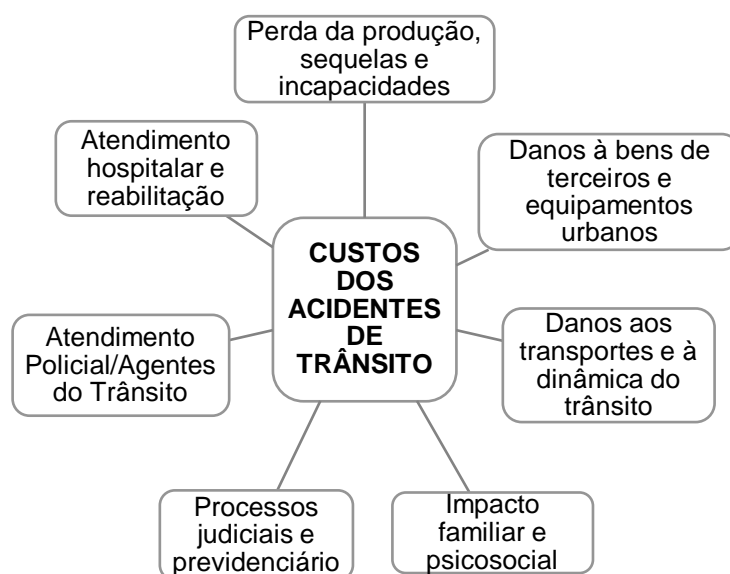 Perda da produção,
sequelas e
incapacidades
Atendimento
hospitalar e
reabilitação
Danos à bens de
terceiros e
equipamentos
urbanos
CUSTOS
DOS
ACIDENTES
DE
TRÂNSITO
Atendimento
Policial/Agentes
do Trânsito
Danos aos
transportes e à
dinâmica do
trânsito
Processos
judiciais e
previdenciário
Impacto
familiar e
psicosocial